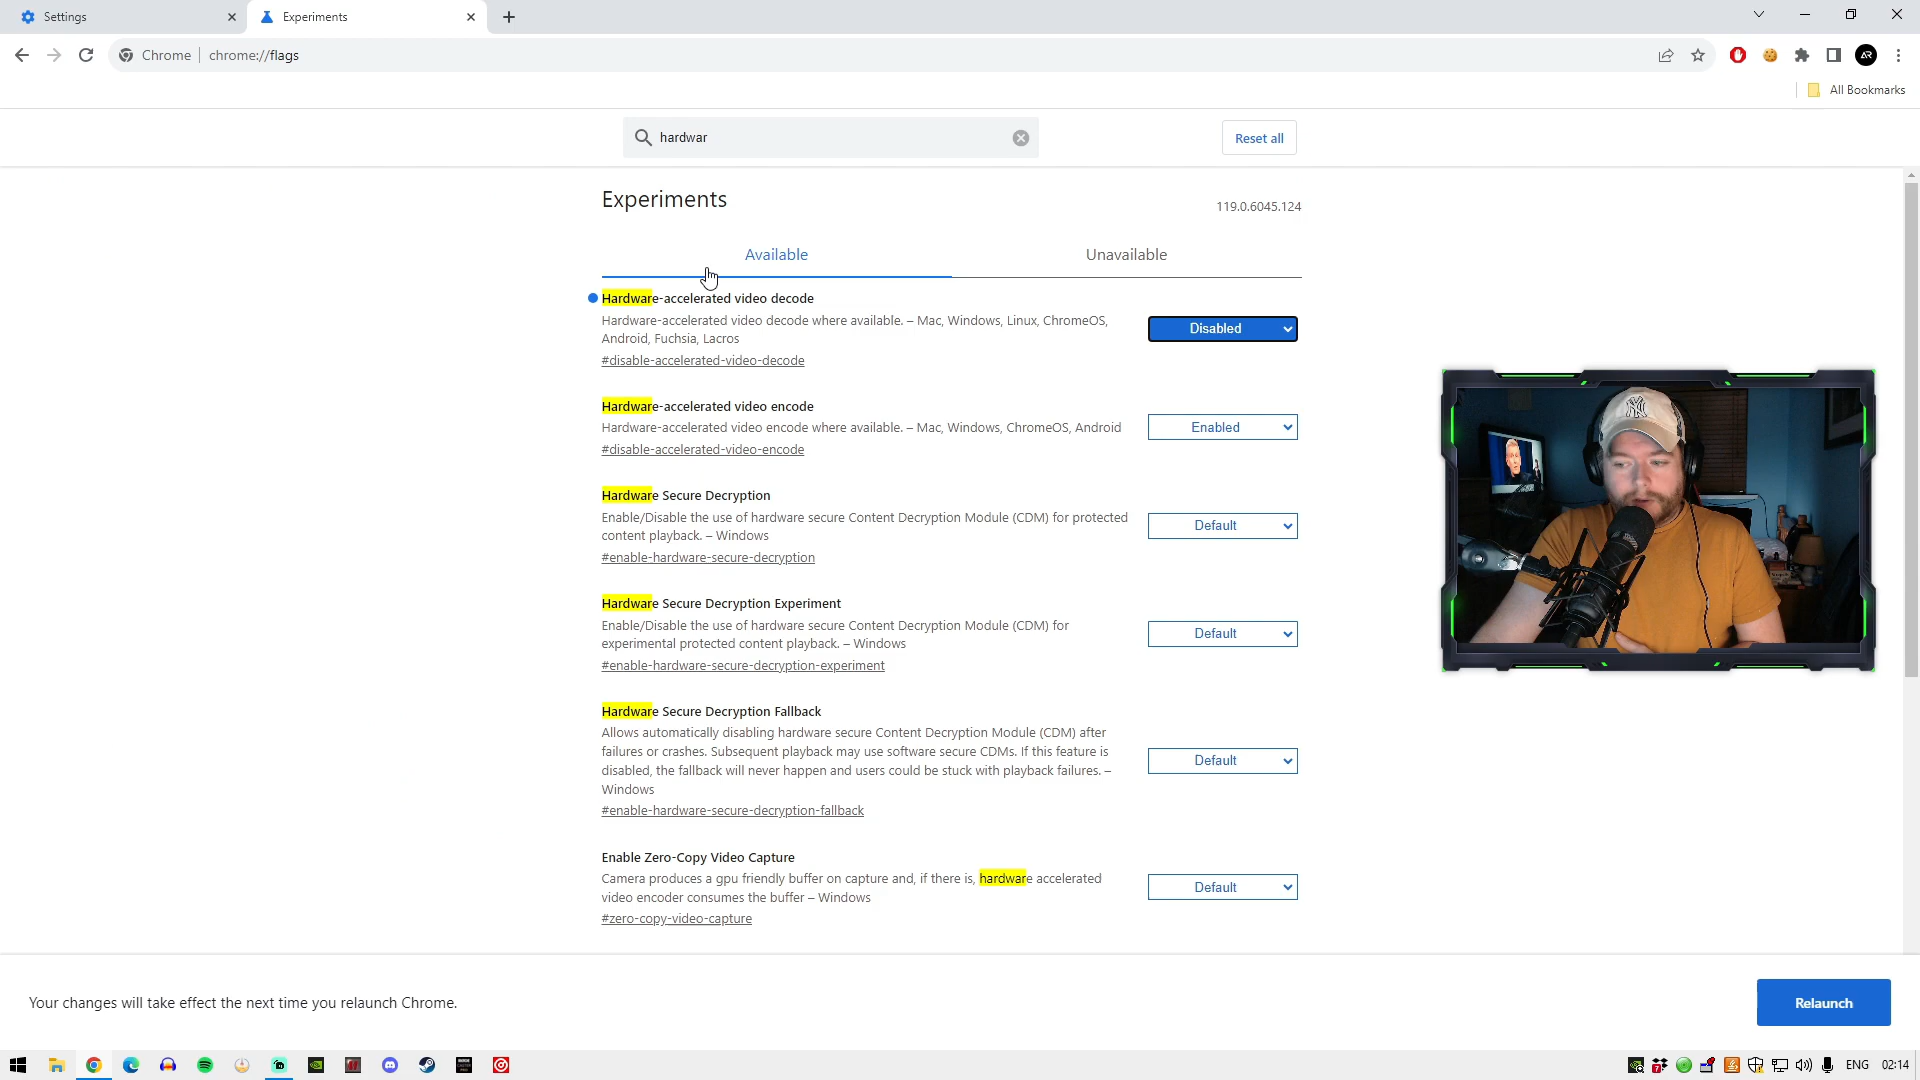 Settings
Experiments
Chrome
chrome://flags
All Bookmarks
hardwar
Reset all
Experiments
119.0.6045.124
Available
Unavailable
Hardware-accelerated video decode
Hardware-accelerated video decode where available. – Mac, Windows, Linux, ChromeOS,
Android, Fuchsia, Lacros
#disable-accelerated-video-decode
Disabled
Hardware-accelerated video encode
Hardware-accelerated video encode where available. – Mac, Windows, ChromeOS, Android
#disable-accelerated-video-encode
Enabled
Hardware Secure Decryption
Enable/Disable the use of hardware secure Content Decryption Module (CDM) for protected
content playback. – Windows
#enable-hardware-secure-decryption
Default
Hardware Secure Decryption Experiment
Enable/Disable the use of hardware secure Content Decryption Module (CDM) for
experimental protected content playback. – Windows
#enable-hardware-secure-decryption-experiment
Default
Hardware Secure Decryption Fallback
Allows automatically disabling hardware secure Content Decryption Module (CDM) after
failures or crashes. Subsequent playback may use software secure CDMs. If this feature is
disabled, the fallback will never happen and users could be stuck with playback failures. –
Windows
#enable-hardware-secure-decryption-fallback
Default
Enable Zero-Copy Video Capture
Camera produces a gpu friendly buffer on capture and, if there is, hardware accelerated
video encoder consumes the buffer – Windows
#zero-copy-video-capture
Default
Your changes will take effect the next time you relaunch Chrome.
Relaunch
ENG
02:14